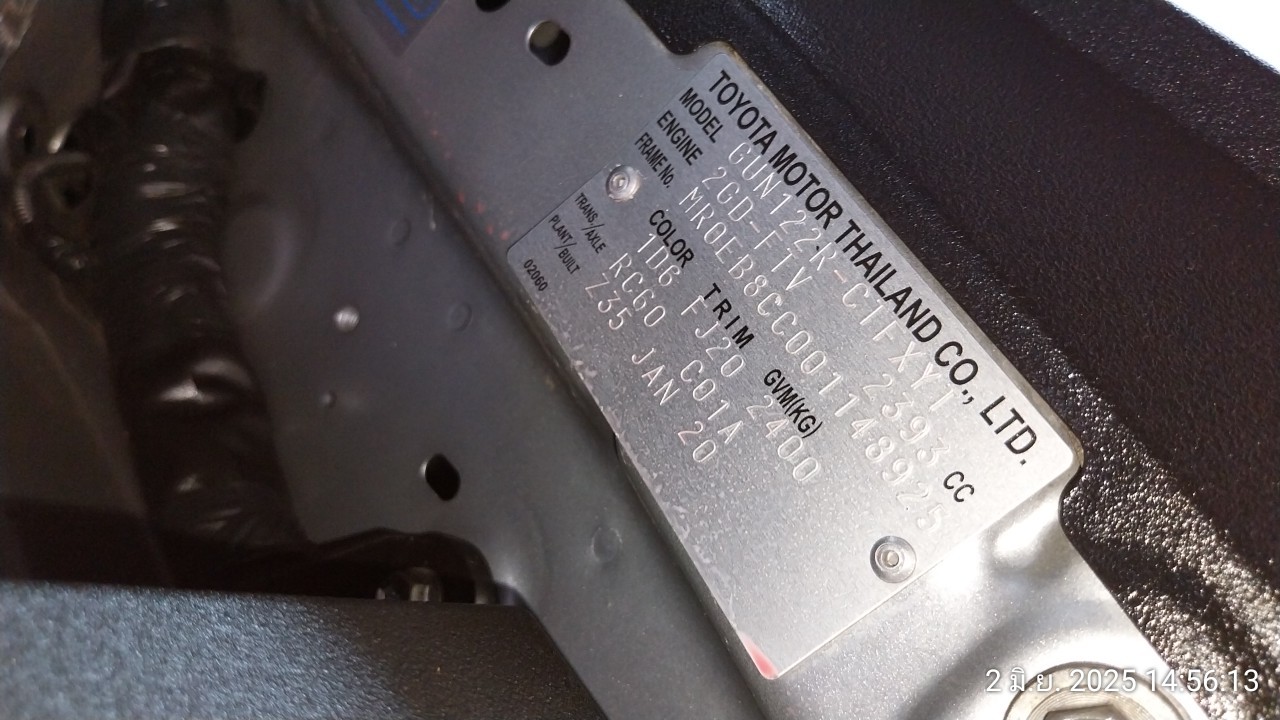 TOYOTA MOTOR THAILAND CO., LTD.
MODEL GUN122R-CTFXYT
ENGINE 2GD-FTV 2393 CC
FRAME No. MR0EB8CC001148925
COLOR TRIM GVM(KG)
1D6 FJ20 2400
TRANS/AXLE RC60 C01A
PLANT/BUILT Z35 JAN 20
02060
2 มิ.ย. 2025 14:56:13